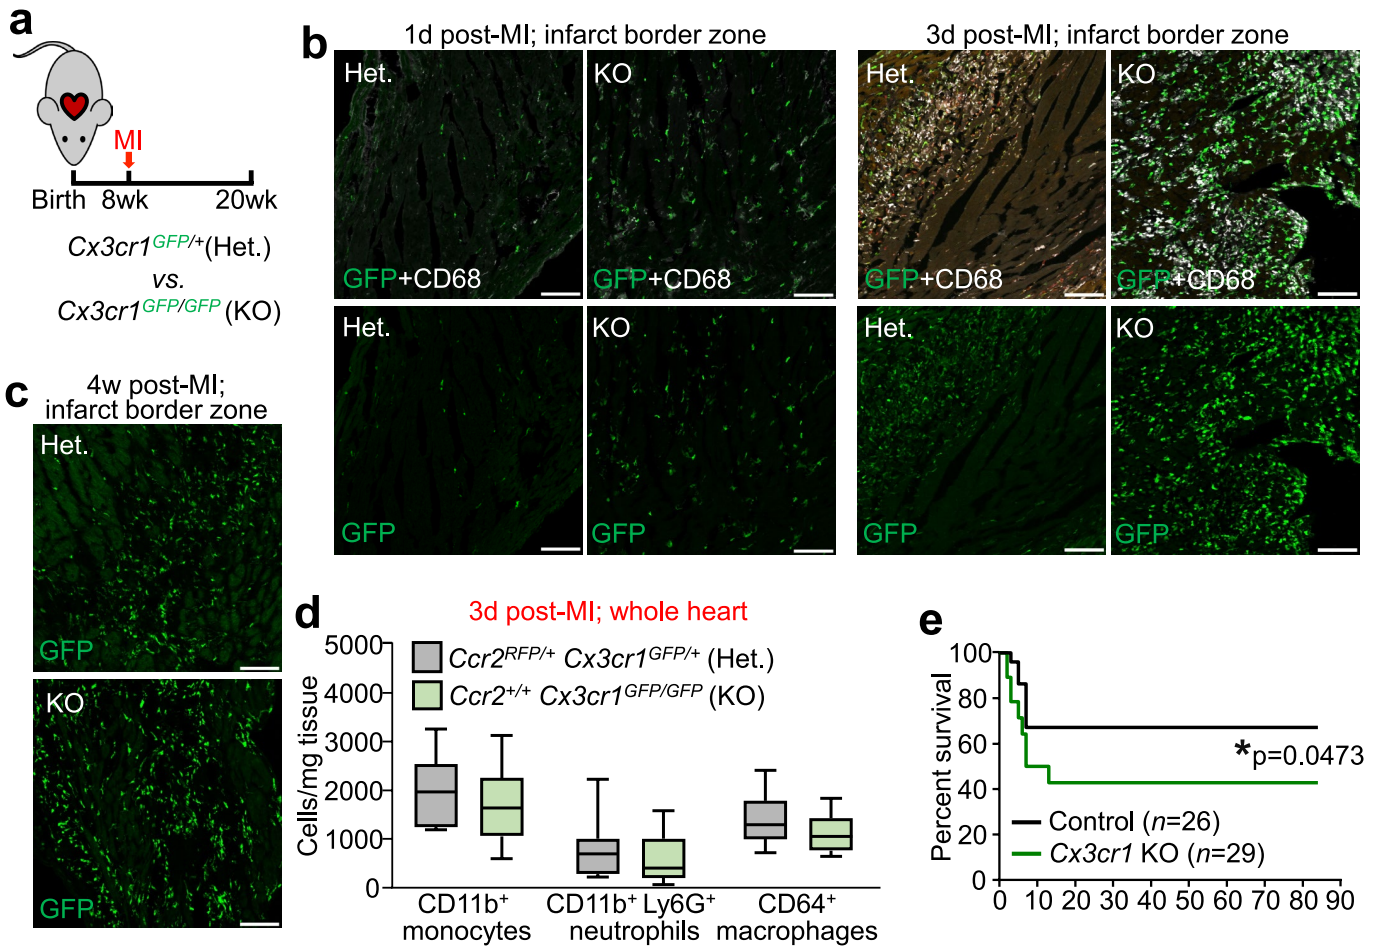 a
MI
Birth 8wk 20wk
Cx3cr1GFP/+(Het.)
vs.
Cx3cr1GFP/GFP (KO)
b
1d post-MI; infarct border zone
3d post-MI; infarct border zone
Het.
KO
Het.
KO
GFP+CD68
GFP+CD68
GFP+CD68
GFP+CD68
Het.
KO
Het.
KO
GFP
GFP
GFP
GFP
c
4w post-MI;
infarct border zone
Het.
GFP
KO
GFP
d
3d post-MI; whole heart
Ccr2RFP/+ Cx3cr1GFP/+ (Het.)
Ccr2+/+ Cx3cr1GFP/GFP (KO)
Cells/mg tissue
5000
4000
3000
2000
1000
0
CD11b+
monocytes
CD11b+ Ly6G+
neutrophils
CD64+
macrophages
e
Percent survival
100
80
60
40
20
0
*p=0.0473
Control (n=26)
Cx3cr1 KO (n=29)
0 10 20 30 40 50 60 70 80 90